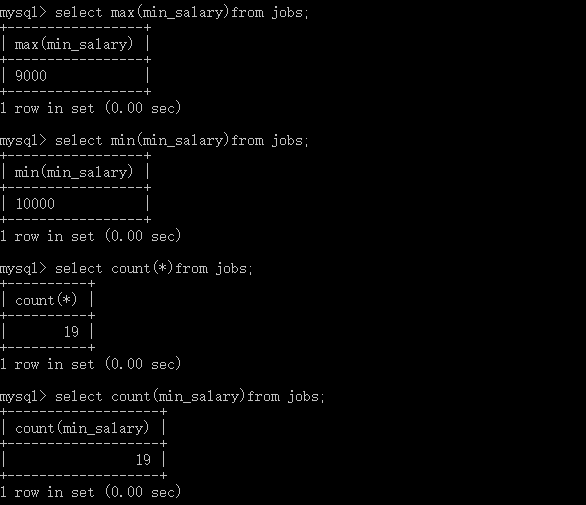 mysql> select max(min_salary)from jobs;
+-----------------+
| max(min_salary) |
+-----------------+
| 9000            |
+-----------------+
1 row in set (0.00 sec)
mysql> select min(min_salary)from jobs;
+-----------------+
| min(min_salary) |
+-----------------+
| 10000           |
+-----------------+
1 row in set (0.00 sec)
mysql> select count(*)from jobs;
+----------+
| count(*) |
+----------+
|       19 |
+----------+
1 row in set (0.00 sec)
mysql> select count(min_salary)from jobs;
+-------------------+
| count(min_salary) |
+-------------------+
|                19 |
+-------------------+
1 row in set (0.00 sec)